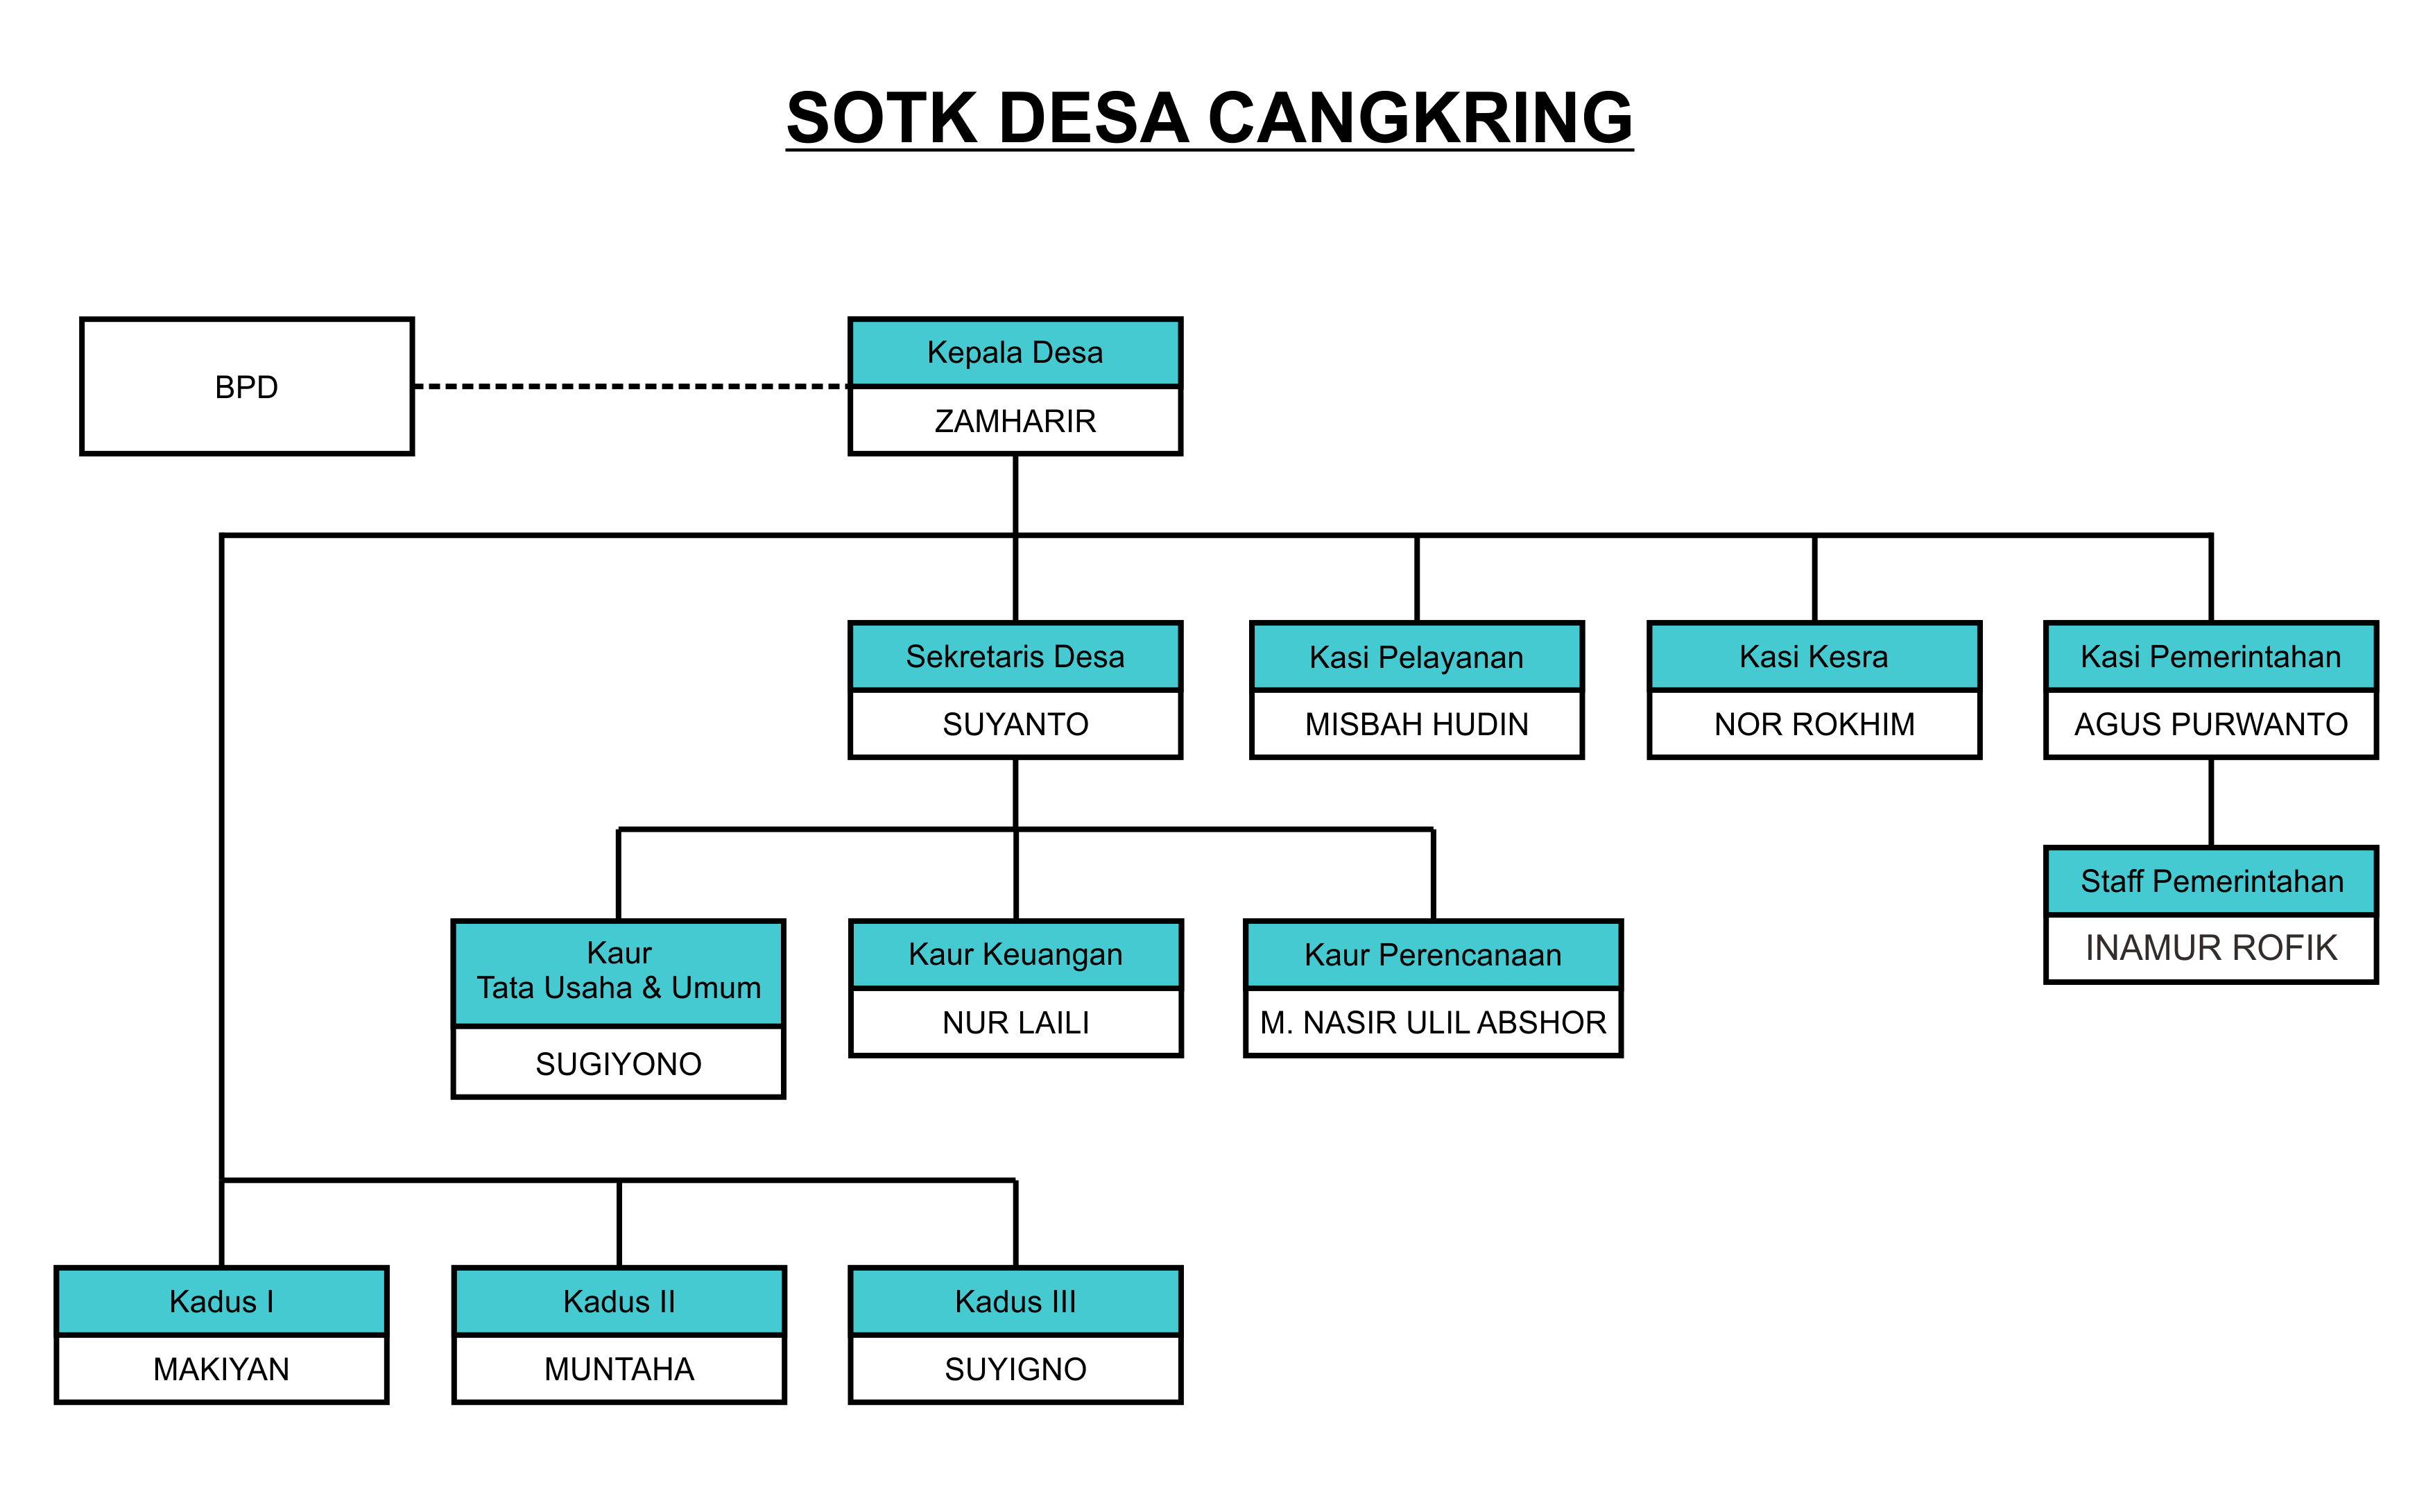 SOTK DESA CANGKRING
BPD
Kepala Desa
ZAMHARIR
Sekretaris Desa
SUYANTO
Kasi Pelayanan
MISBAH HUDIN
Kasi Kesra
NOR ROKHIM
Kasi Pemerintahan
AGUS PURWANTO
Staff Pemerintahan
INAMUR ROFIK
Kaur
Tata Usaha & Umum
SUGIYONO
Kaur Keuangan
NUR LAILI
Kaur Perencanaan
M. NASIR ULIL ABSHOR
Kadus I
MAKIYAN
Kadus II
MUNTAHA
Kadus III
SUYIGNO